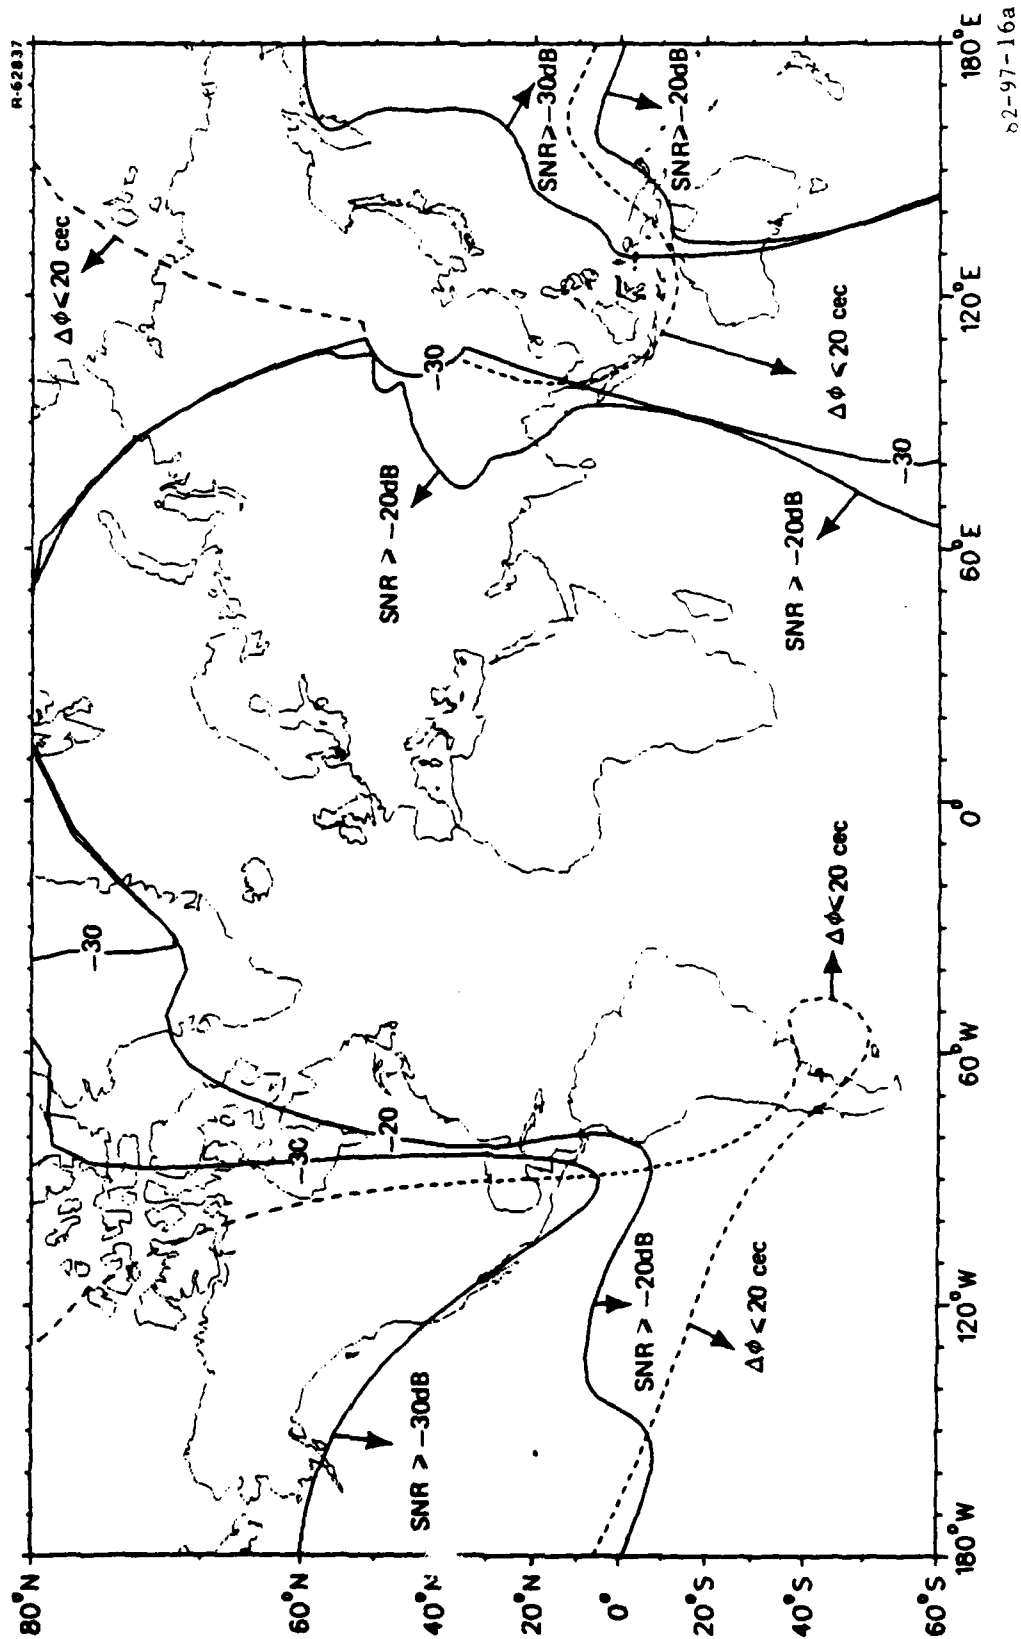 R-62837
80°N
60°N
40°N
20°N
0°
20°S
40°S
60°S
180°W
120°W
60°W
0°
60°E
120°E
180°E
Δϕ<20 cec
SNR>-30dB
SNR>-20dB
-30
SNR > -20dB
Δϕ<20 cec
-30
SNR > -20dB
-30
Δϕ<20 cec
-20
-30
SNR > -20dB
Δϕ<20 cec
SNR > -30dB
82-97-16a